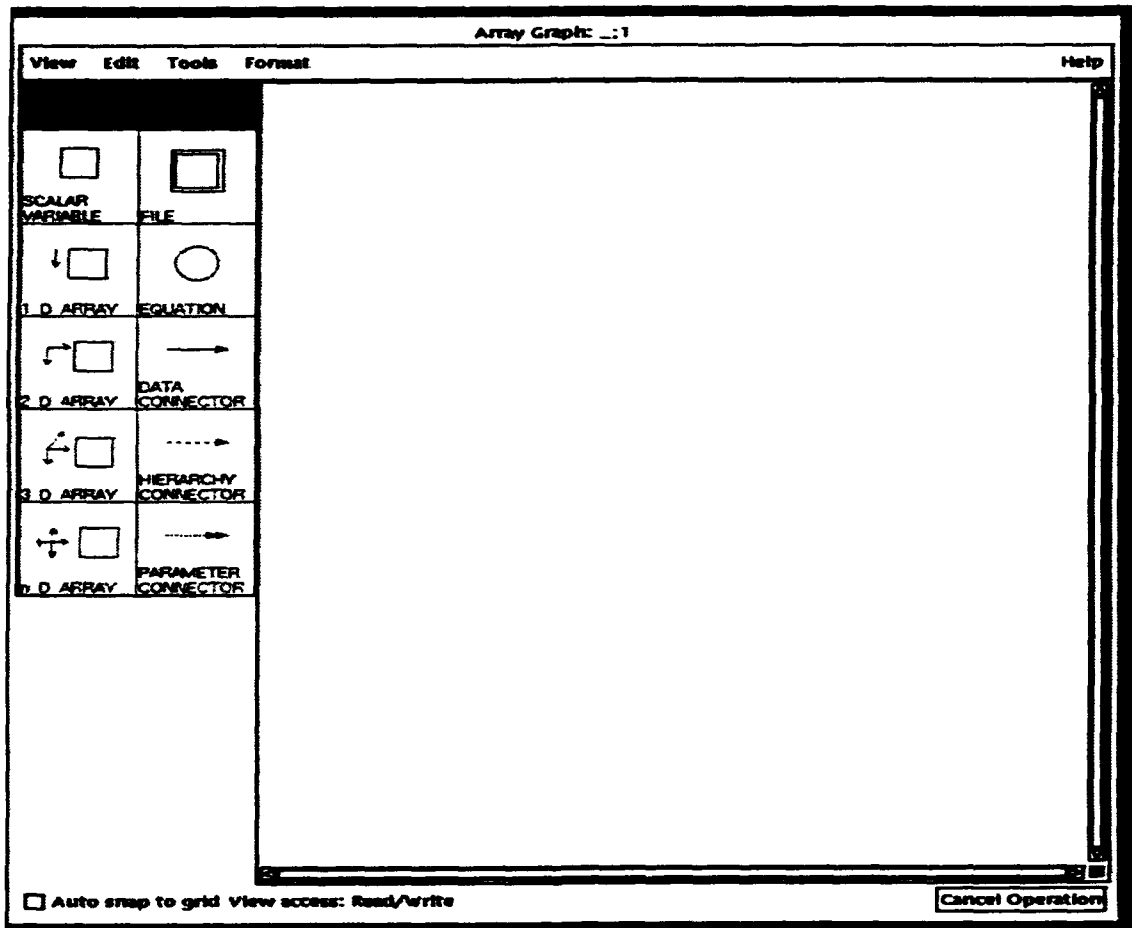 Array Graph: _:1
View Edit Tools Format Help
SCALAR
VARIABLE
FILE
1 D ARRAY
EQUATION
2 D ARRAY
DATA
CONNECTOR
3 D ARRAY
HIERARCHY
CONNECTOR
n D ARRAY
PARAMETER
CONNECTOR
Auto snap to grid View access: Read/Write
Cancel Operation